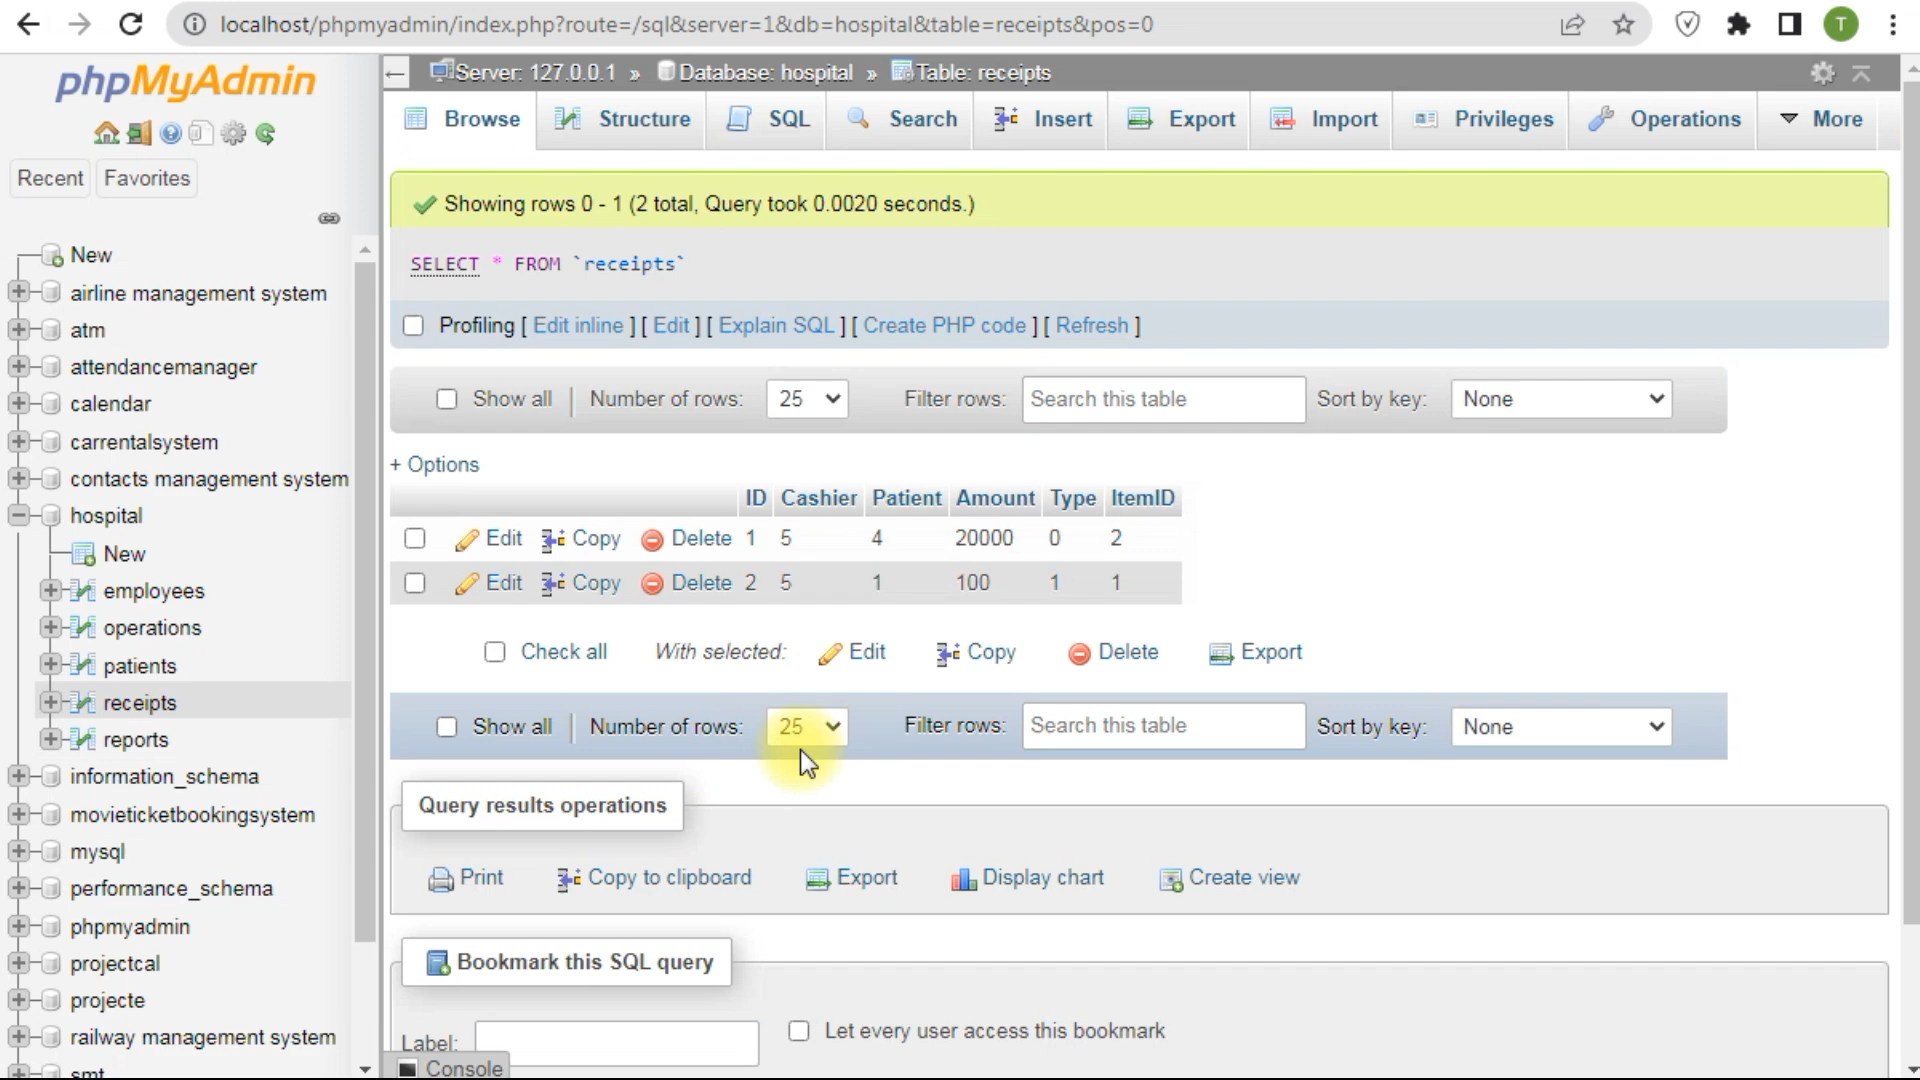 localhost/phpmyadmin/index.php?route=/sql&server=1&db=hospital&table=receipts&pos=0
T
phpMyAdmin
Recent Favorites
New
airline management system
atm
attendancemanager
calendar
carrentalsystem
contacts management system
hospital
New
employees
operations
patients
receipts
reports
information_schema
movieticketbookingsystem
mysql
performance_schema
phpmyadmin
projectcal
projecte
railway management system
smt
Server: 127.0.0.1 » Database: hospital » Table: receipts
Browse Structure SQL Search Insert Export Import Privileges Operations More
Showing rows 0 - 1 (2 total, Query took 0.0020 seconds.)
SELECT * FROM `receipts`
Profiling [ Edit inline ] [ Edit ] [ Explain SQL ] [ Create PHP code ] [ Refresh ]
Show all | Number of rows: 25 Filter rows: Search this table Sort by key: None
+ Options
ID Cashier Patient Amount Type ItemID
Edit Copy Delete 1 5 4 20000 0 2
Edit Copy Delete 2 5 1 100 1 1
Check all With selected: Edit Copy Delete Export
Show all | Number of rows: 25 Filter rows: Search this table Sort by key: None
Query results operations
Print Copy to clipboard Export Display chart Create view
Bookmark this SQL query
Label: Let every user access this bookmark
Console